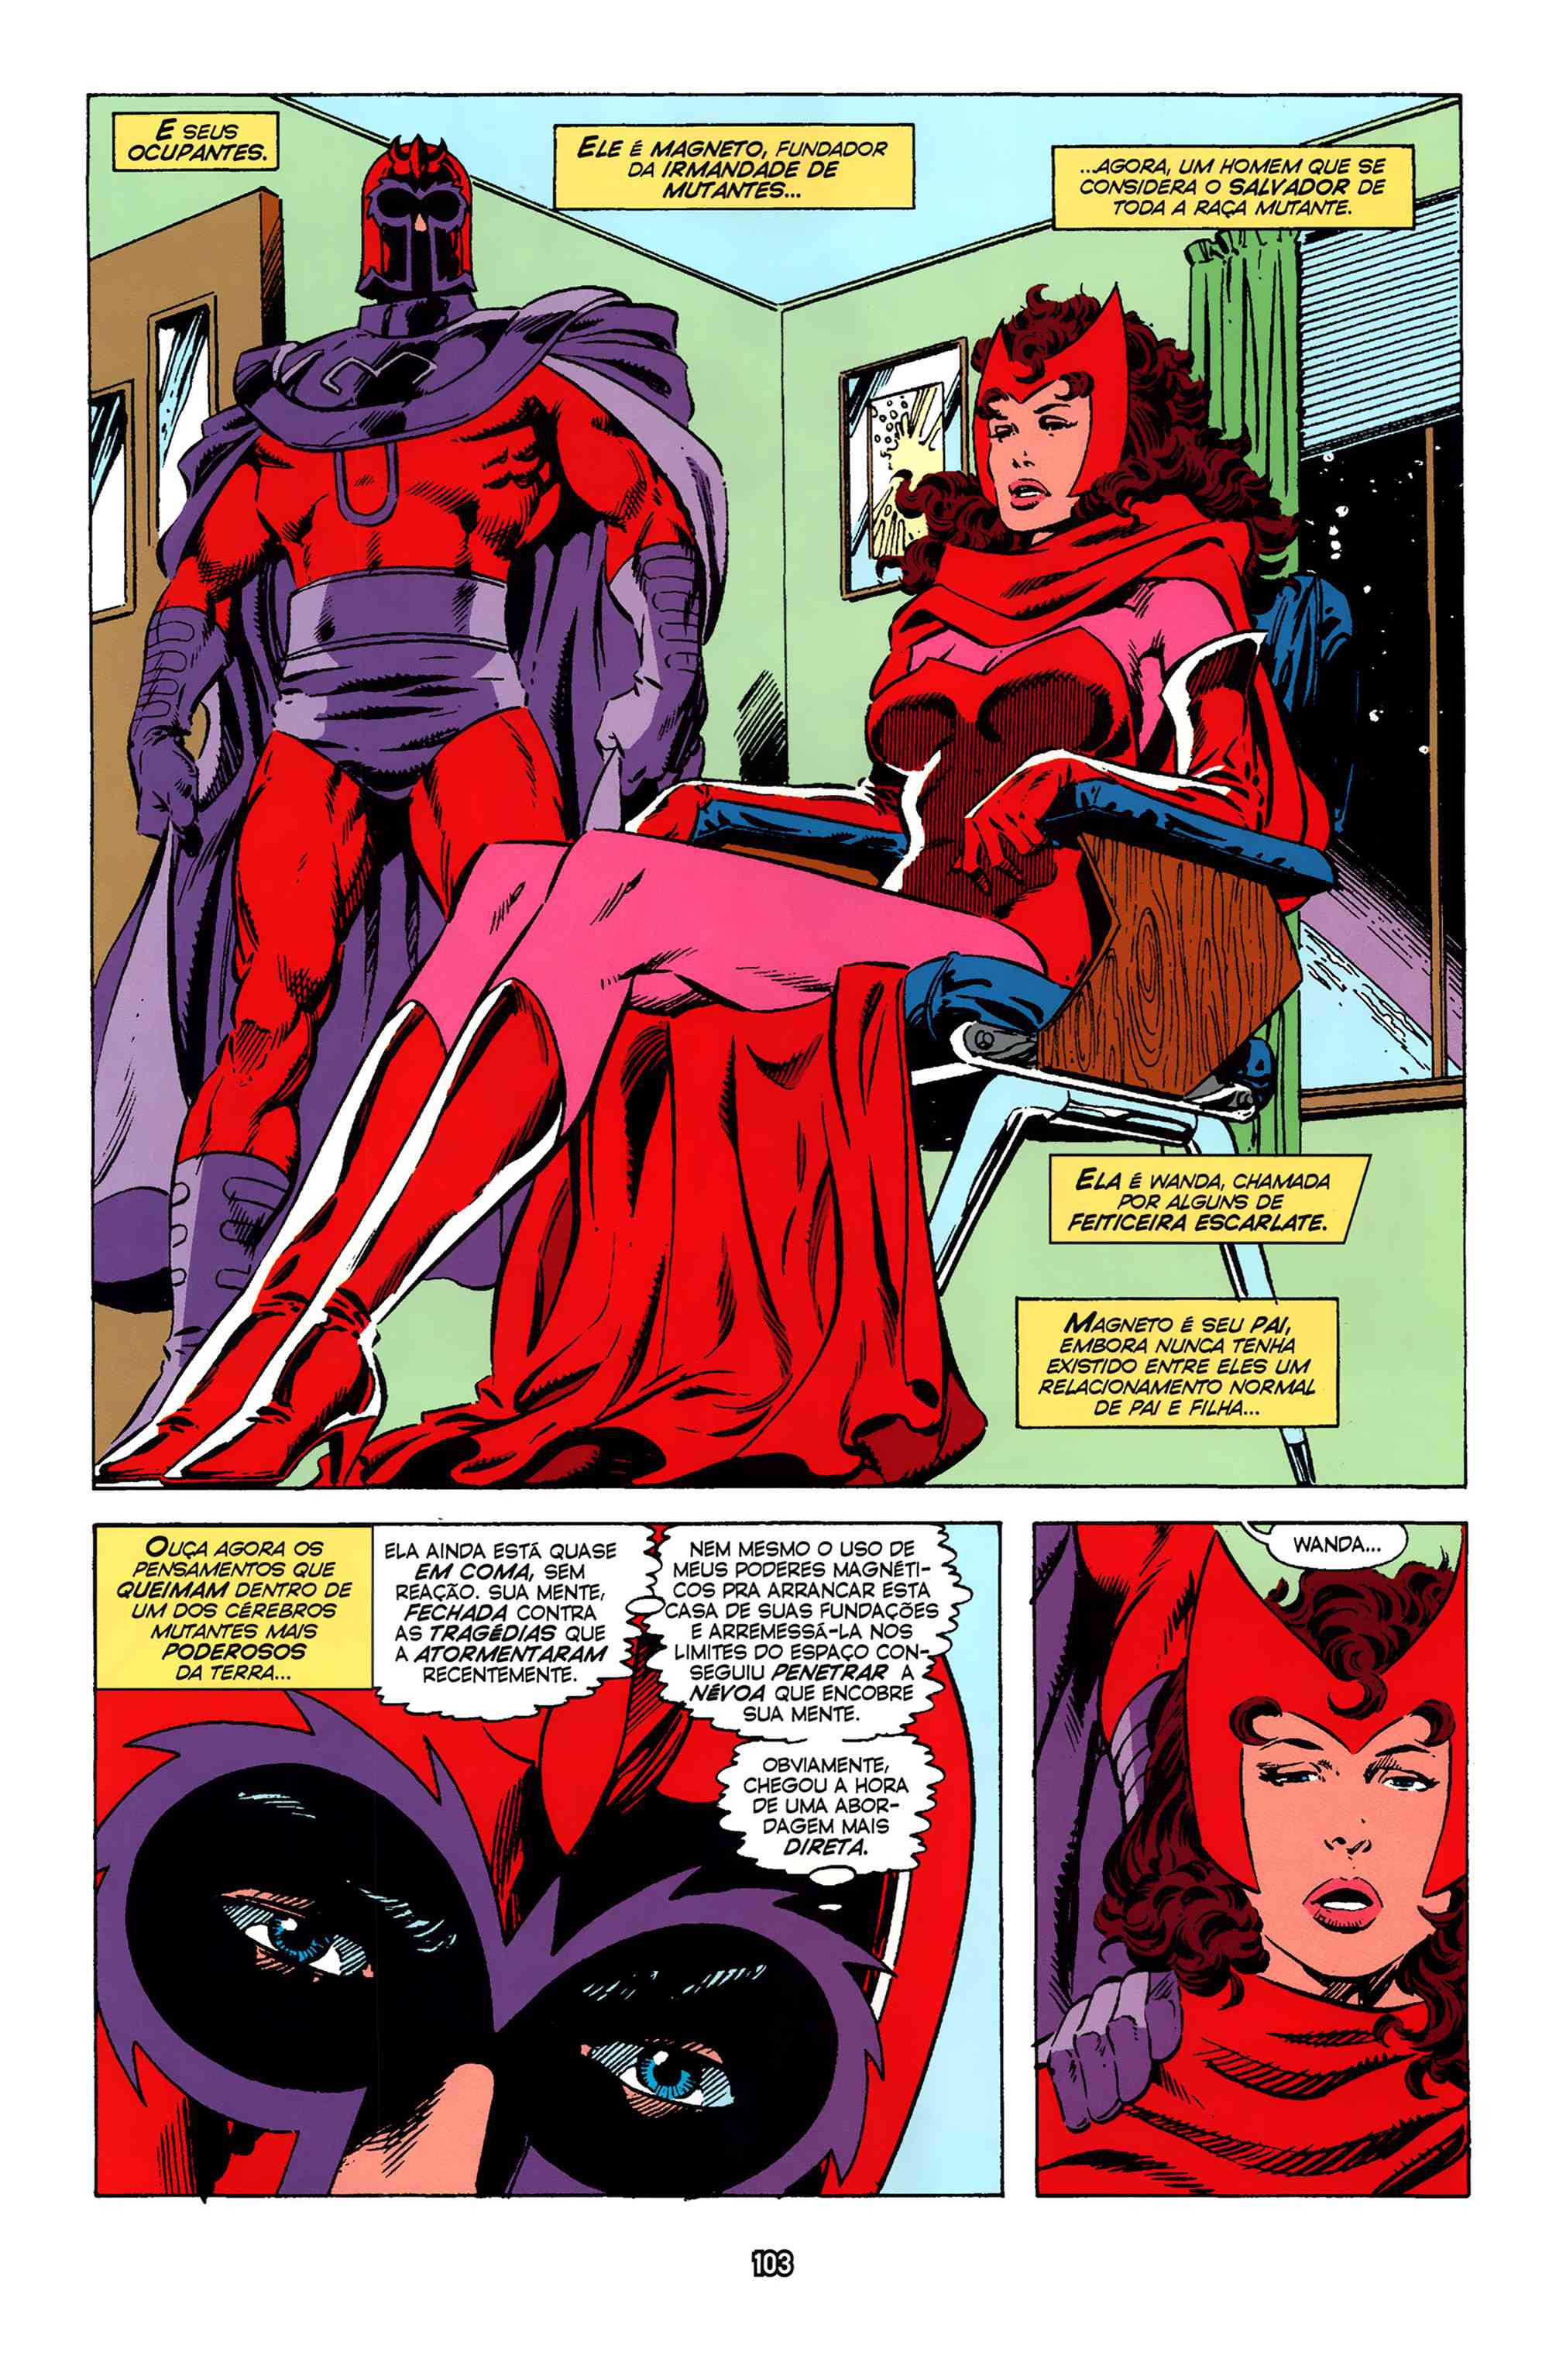 E SEUS
OCUPANTES.
ELE É MAGNETO, FUNDADOR
DA IRMANDADE DE
MUTANTES...
...AGORA, UM HOMEM QUE SE
CONSIDERA O SALVADOR DE
TODA A RAÇA MUTANTE.
ELA É WANDA, CHAMADA
POR ALGUNS DE
FEITICEIRA ESCARLATE.
MAGNETO É SEU PAI,
EMBORA NUNCA TENHA
EXISTIDO ENTRE ELES UM
RELACIONAMENTO NORMAL
DE PAI E FILHA...
OUÇA AGORA OS
PENSAMENTOS QUE
QUEIMAM DENTRO DE
UM DOS CÉREBROS
MUTANTES MAIS
PODEROSOS
DA TERRA...
ELA AINDA ESTÁ QUASE
EM COMA, SEM
REAÇÃO. SUA MENTE,
FECHADA CONTRA
AS TRAGÉDIAS QUE
A ATORMENTARAM
RECENTEMENTE.
NEM MESMO O USO DE
MEUS PODERES MAGNÉTI-
COS PRA ARRANCAR ESTA
CASA DE SUAS FUNDAÇÕES
E ARREMESSÁ-LA NOS
LIMITES DO ESPAÇO CON-
SEGUIU PENETRAR A
NÉVOA QUE ENCOBRE
SUA MENTE.
OBVIAMENTE,
CHEGOU A HORA
DE UMA ABOR-
DAGEM MAIS
DIRETA.
WANDA...
103